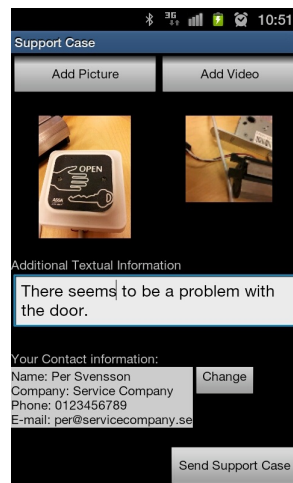 3G 10:51
Support Case
Add Picture Add Video
OPEN
ASSA
Additional Textual Information
There seems to be a problem with
the door.
Your Contact information:
Name: Per Svensson
Company: Service Company
Phone: 0123456789
E-mail: per@servicecompany.se
Change
Send Support Case